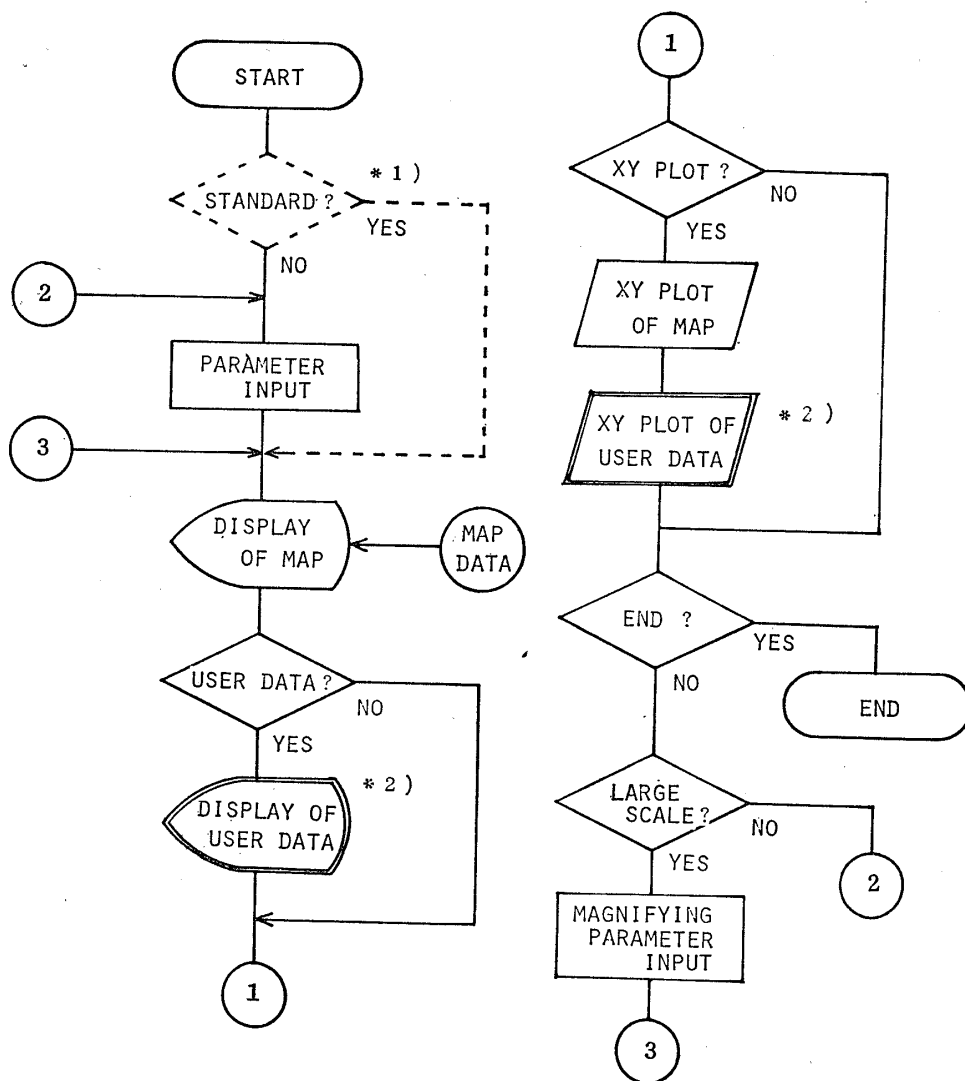 START
STANDARD?
* 1 )
YES
NO
2
PARAMETER
INPUT
3
DISPLAY
OF MAP
MAP
DATA
USER DATA?
NO
YES
* 2 )
DISPLAY OF
USER DATA
1
1
XY PLOT?
NO
YES
XY PLOT
OF MAP
XY PLOT OF
USER DATA
* 2 )
END ?
YES
NO
END
LARGE
SCALE?
NO
YES
2
MAGNIFYING
PARAMETER
INPUT
3